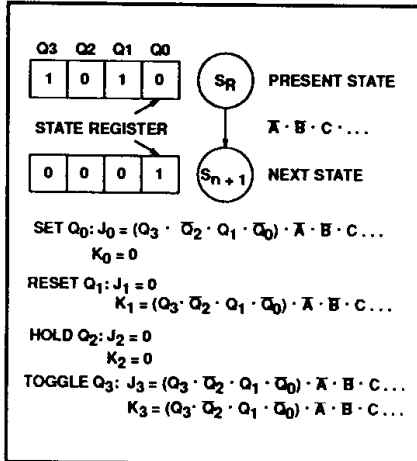 Q3 Q2 Q1 Q0
1 0 1 0
S_R
PRESENT STATE
STATE REGISTER
A̅ · B̅ · C · ...
0 0 0 1
S_n + 1
NEXT STATE
SET Q₀: J₀ = (Q₃ · Q̅₂ · Q₁ · Q̅₀) · A̅ · B̅ · C . . .
K₀ = 0
RESET Q₁: J₁ = 0
K₁ = (Q₃ · Q̅₂ · Q₁ · Q̅₀) · A̅ · B̅ · C . . .
HOLD Q₂: J₂ = 0
K₂ = 0
TOGGLE Q₃: J₃ = (Q₃ · Q̅₂ · Q₁ · Q̅₀) · A̅ · B̅ · C . . .
K₃ = (Q₃ · Q̅₂ · Q₁ · Q̅₀) · A̅ · B̅ · C . . .